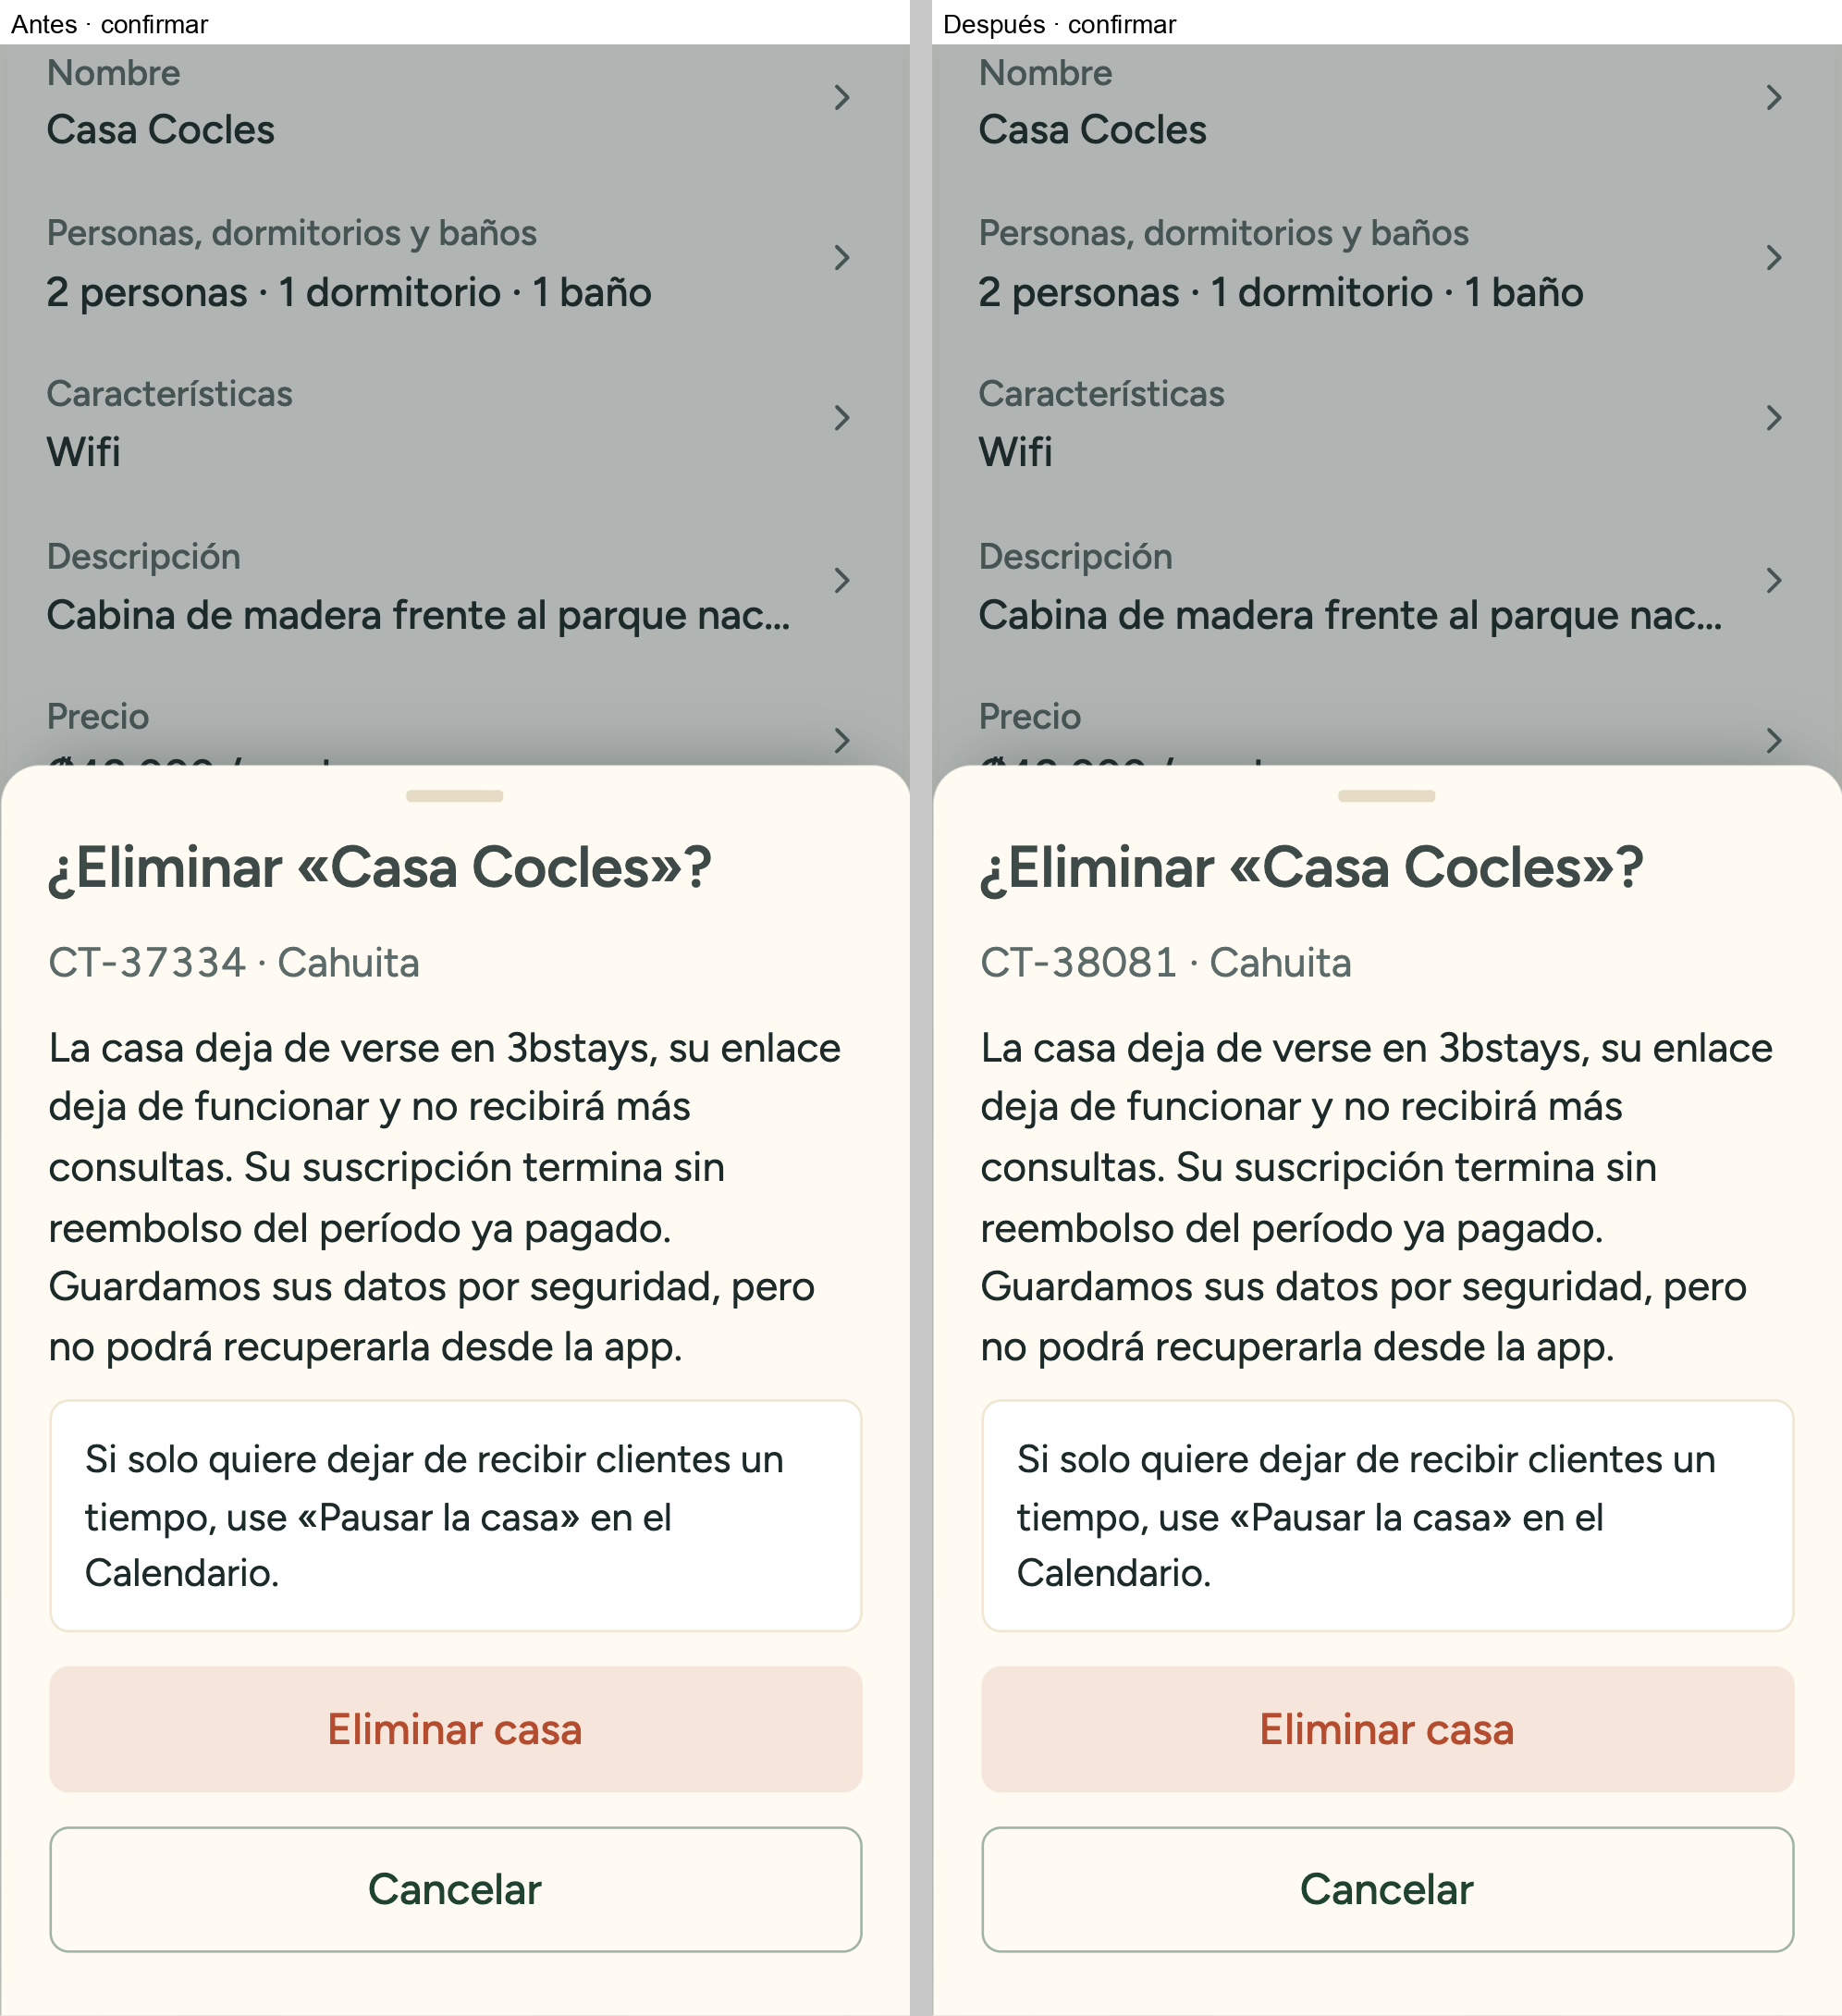 Antes · confirmar
Nombre
Casa Cocles
Personas, dormitorios y baños
2 personas · 1 dormitorio · 1 baño
Características
Wifi
Descripción
Cabina de madera frente al parque nac...
Precio
¿Eliminar «Casa Cocles»?
CT-37334 · Cahuita
La casa deja de verse en 3bstays, su enlace
deja de funcionar y no recibirá más
consultas. Su suscripción termina sin
reembolso del período ya pagado.
Guardamos sus datos por seguridad, pero
no podrá recuperarla desde la app.
Si solo quiere dejar de recibir clientes un
tiempo, use «Pausar la casa» en el
Calendario.
Eliminar casa
Cancelar
Después · confirmar
Nombre
Casa Cocles
Personas, dormitorios y baños
2 personas · 1 dormitorio · 1 baño
Características
Wifi
Descripción
Cabina de madera frente al parque nac...
Precio
¿Eliminar «Casa Cocles»?
CT-38081 · Cahuita
La casa deja de verse en 3bstays, su enlace
deja de funcionar y no recibirá más
consultas. Su suscripción termina sin
reembolso del período ya pagado.
Guardamos sus datos por seguridad, pero
no podrá recuperarla desde la app.
Si solo quiere dejar de recibir clientes un
tiempo, use «Pausar la casa» en el
Calendario.
Eliminar casa
Cancelar